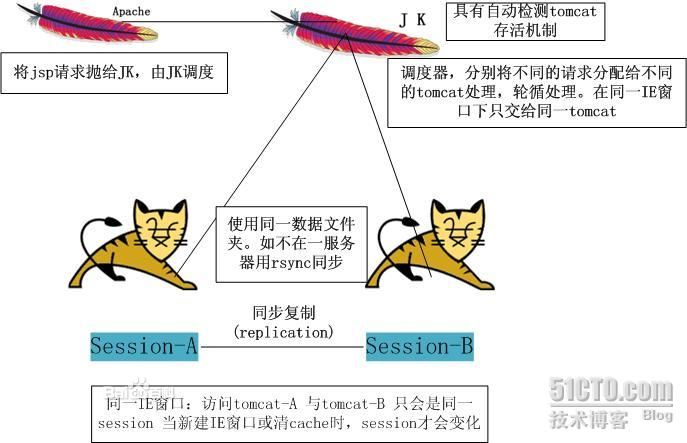 Apache
J K
具有自动检测tomcat
存活机制
将jsp请求抛给JK，由JK调度
调度器，分别将不同的请求分配给不同
的tomcat处理，轮循处理。在同一IE窗
口下只交给同一tomcat
使用同一数据文件
夹。如不在一服务
器用rsync同步
同步复制
(replication)
Session-A
Session-B
Baidu百科
同一IE窗口：访问tomcat-A 与tomcat-B 只会是同一
session 当新建IE窗口或清cache时，session才会变化
51CTO.com
技术博客 Blog